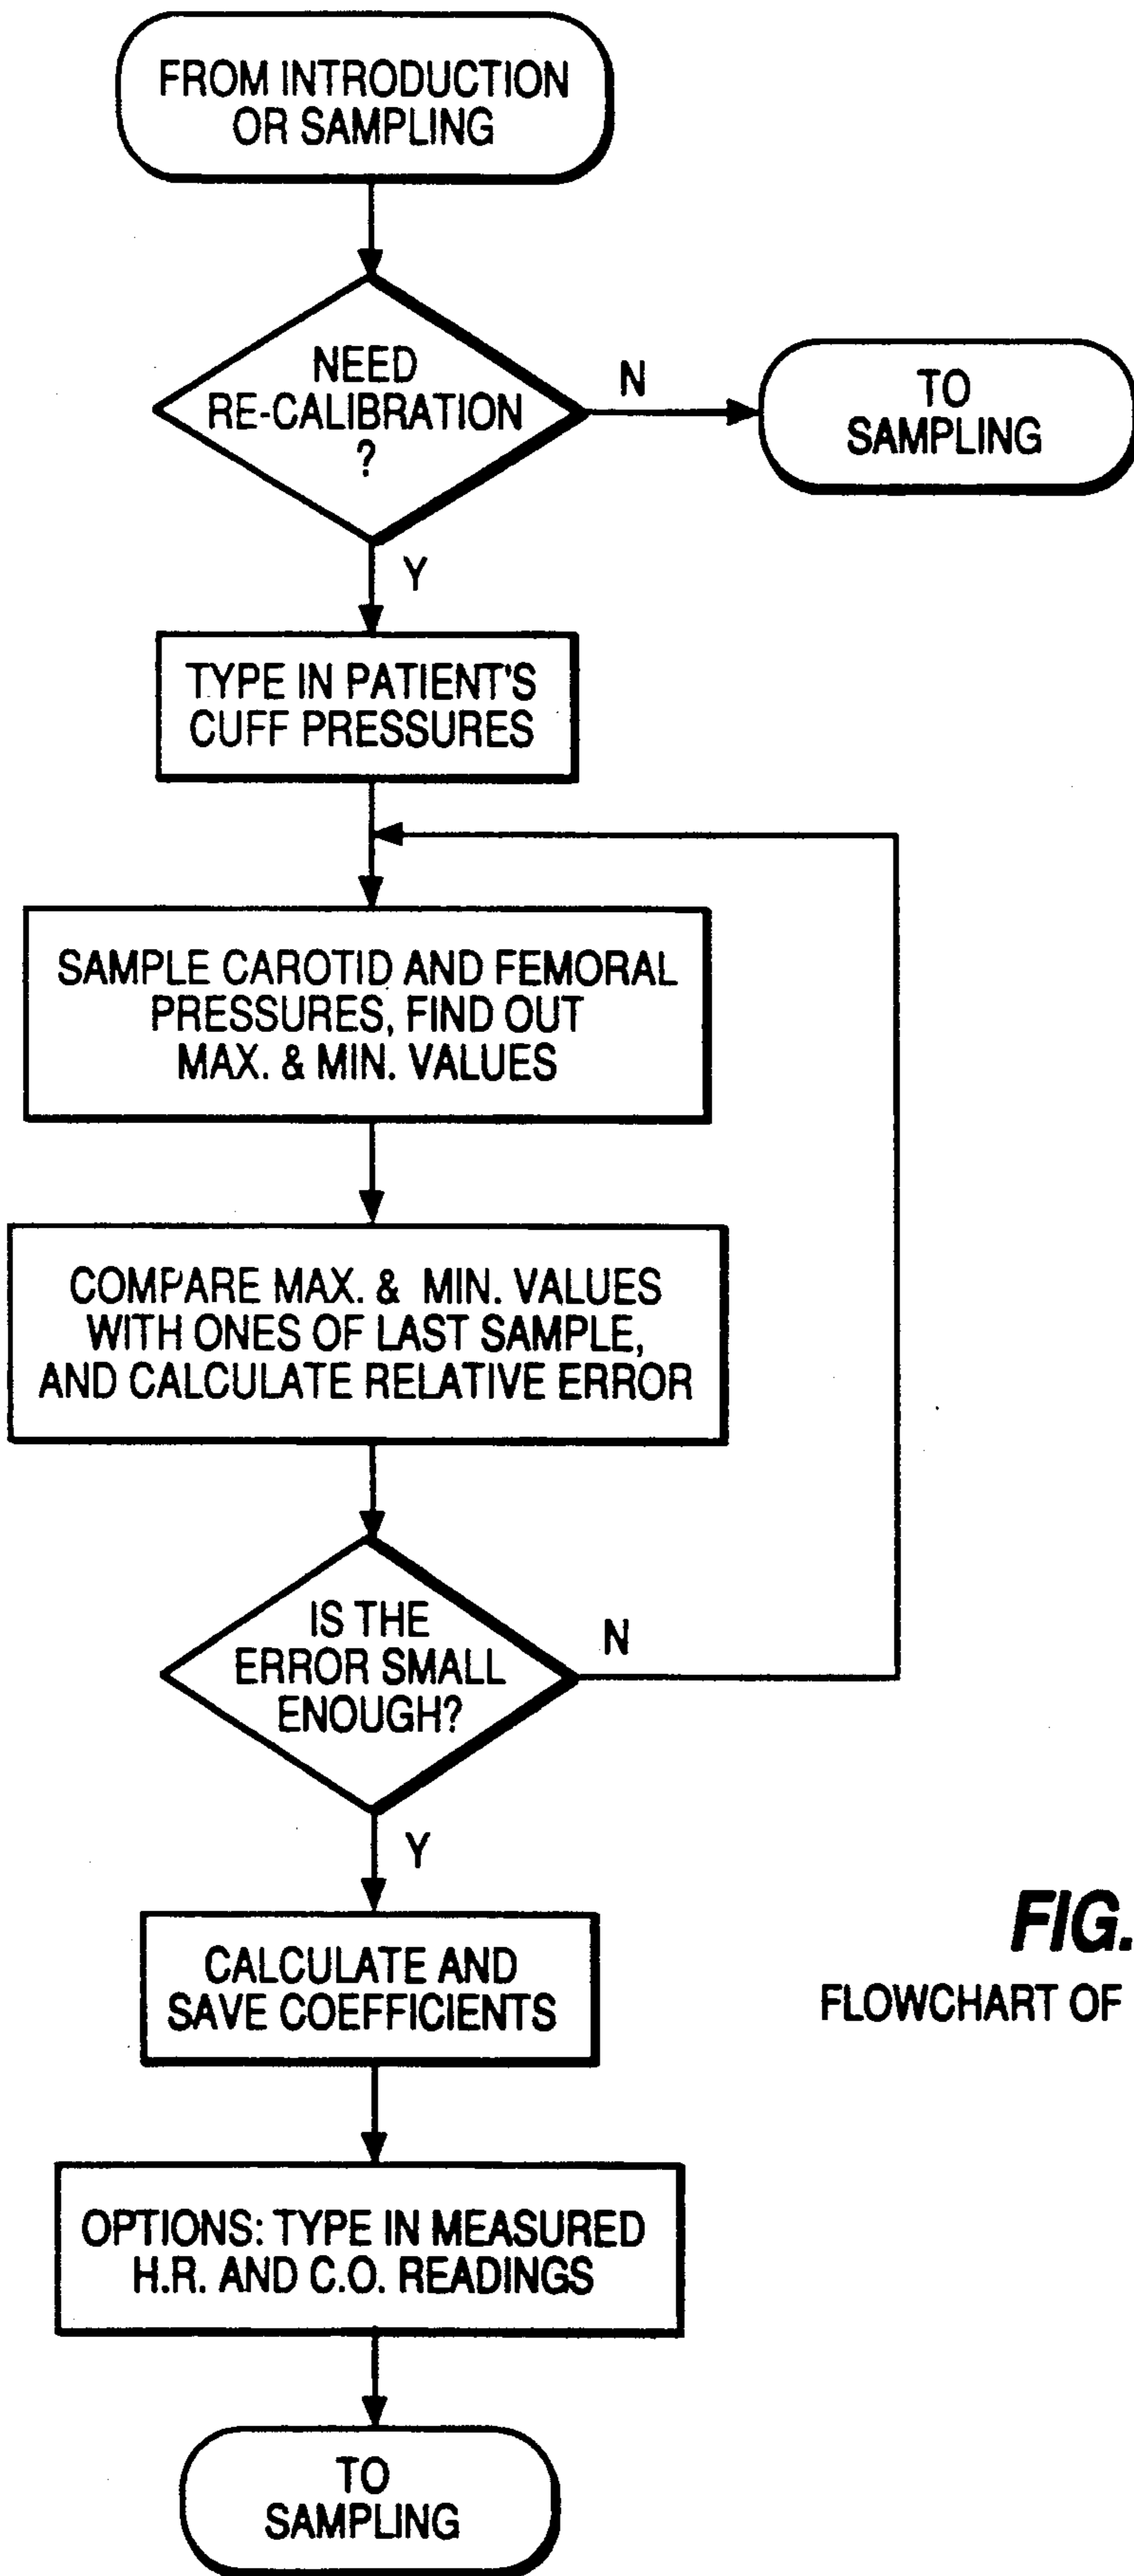 FROM INTRODUCTION
OR SAMPLING
NEED
RE-CALIBRATION
?
N
TO
SAMPLING
Y
TYPE IN PATIENT'S
CUFF PRESSURES
SAMPLE CAROTID AND FEMORAL
PRESSURES, FIND OUT
MAX. & MIN. VALUES
COMPARE MAX. & MIN. VALUES
WITH ONES OF LAST SAMPLE,
AND CALCULATE RELATIVE ERROR
IS THE
ERROR SMALL
ENOUGH?
N
Y
CALCULATE AND
SAVE COEFFICIENTS
FIG.
FLOWCHART OF
OPTIONS: TYPE IN MEASURED
H.R. AND C.O. READINGS
TO
SAMPLING